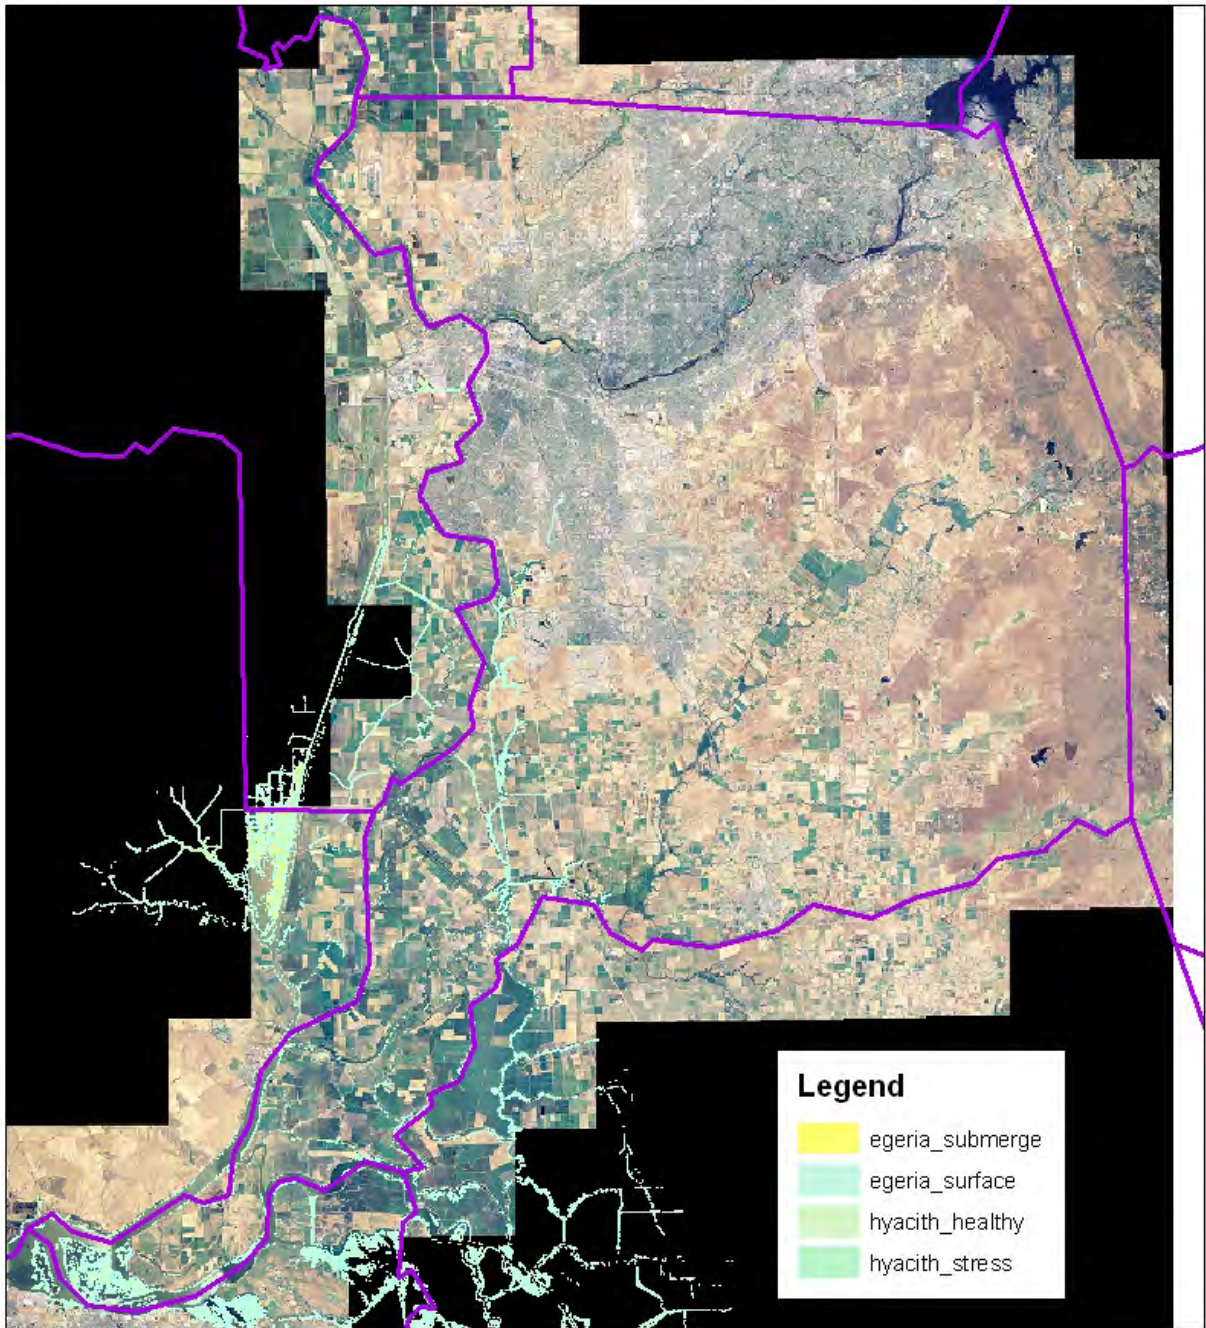 Legend
egeria_submerge
egeria_surface
hyacith_healthy
hyacith_stress